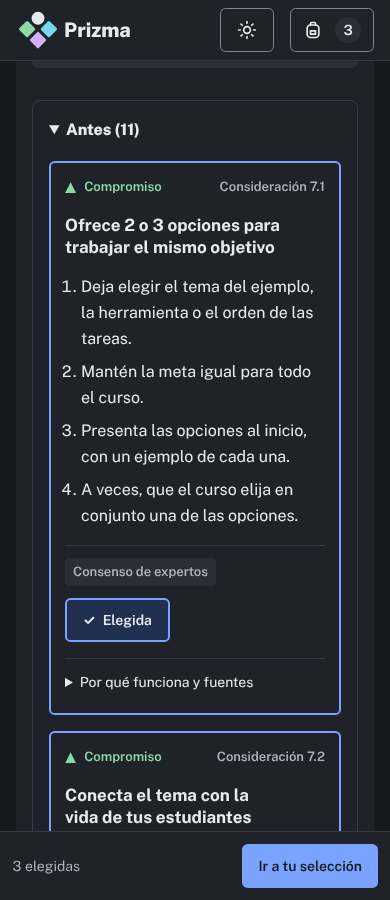 Prizma
3
Antes (11)
Compromiso
Consideración 7.1
Ofrece 2 o 3 opciones para
trabajar el mismo objetivo
1. Deja elegir el tema del ejemplo,
la herramienta o el orden de las
tareas.
2. Mantén la meta igual para todo
el curso.
3. Presenta las opciones al inicio,
con un ejemplo de cada una.
4. A veces, que el curso elija en
conjunto una de las opciones.
Consenso de expertos
✓ Elegida
Por qué funciona y fuentes
Compromiso
Consideración 7.2
Conecta el tema con la
vida de tus estudiantes
3 elegidas
Ir a tu selección